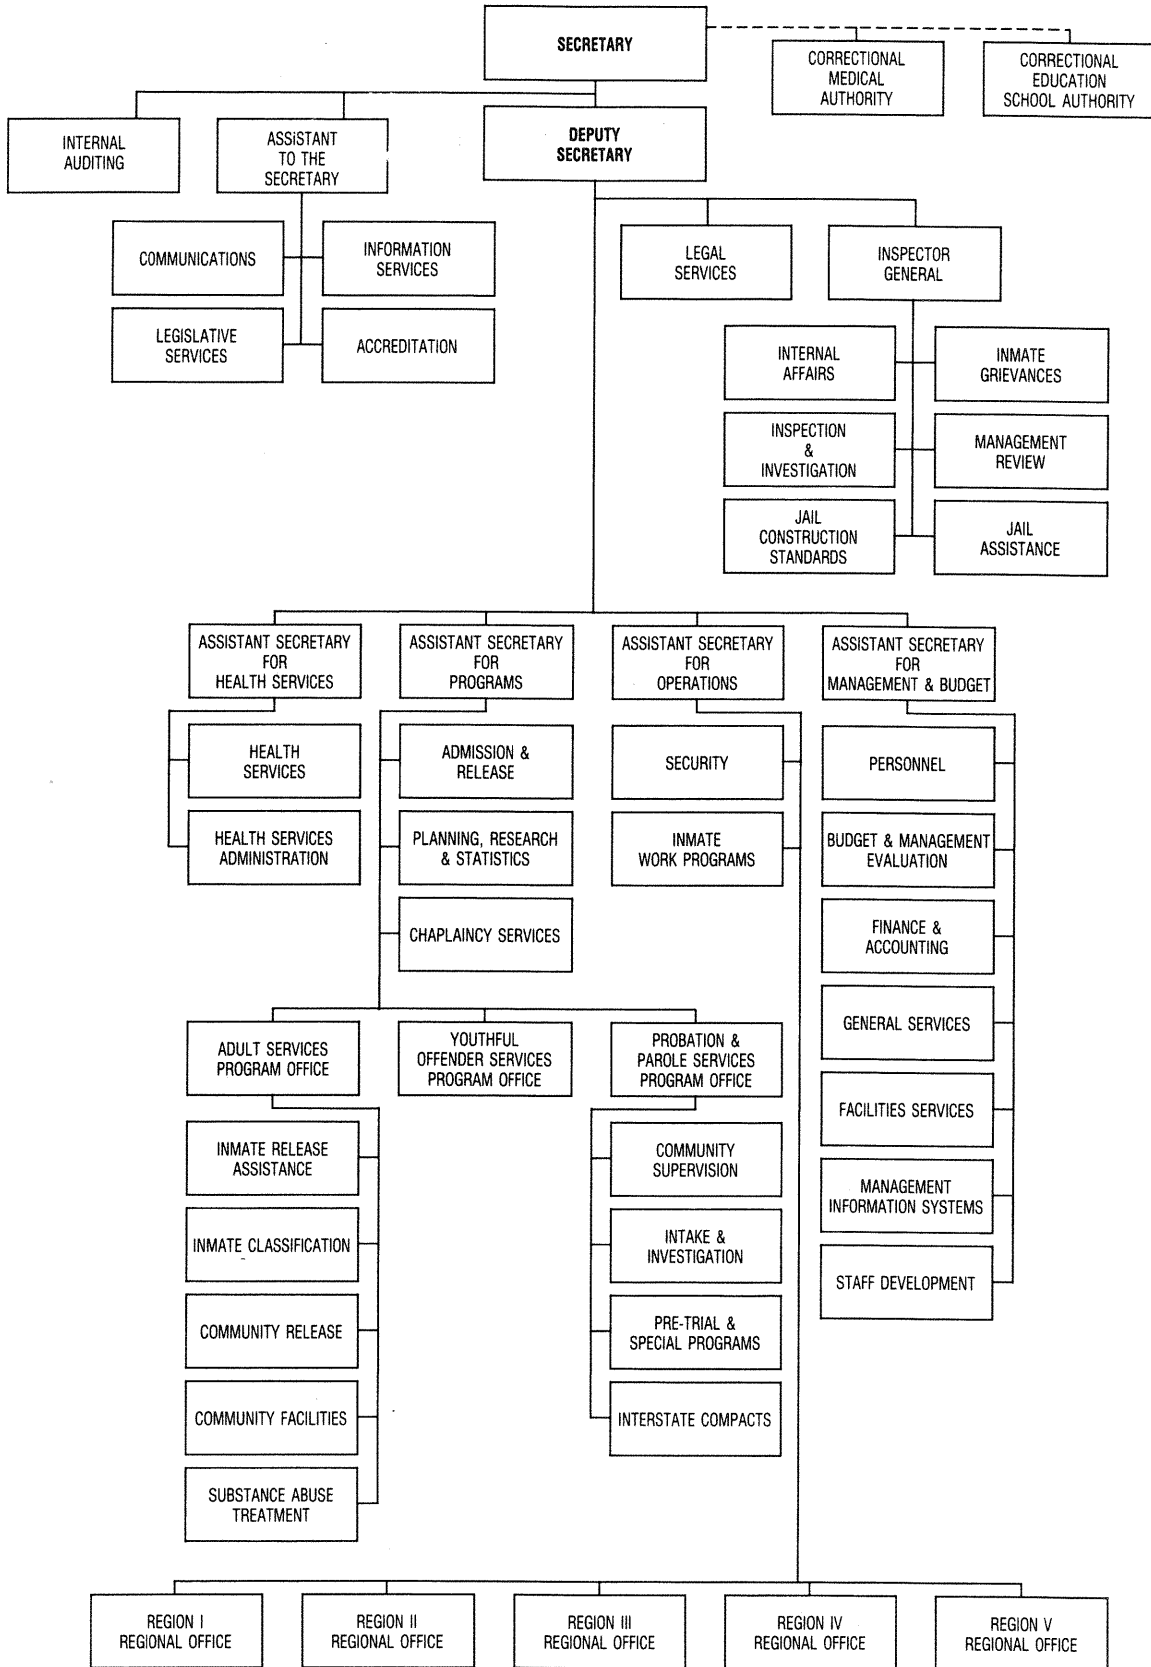 SECRETARY
CORRECTIONAL
MEDICAL
AUTHORITY
CORRECTIONAL
EDUCATION
SCHOOL AUTHORITY
INTERNAL
AUDITING
ASSISTANT
TO THE
SECRETARY
DEPUTY
SECRETARY
COMMUNICATIONS
INFORMATION
SERVICES
LEGISLATIVE
SERVICES
ACCREDITATION
LEGAL
SERVICES
INSPECTOR
GENERAL
INTERNAL
AFFAIRS
INMATE
GRIEVANCES
INSPECTION
&
INVESTIGATION
MANAGEMENT
REVIEW
JAIL
CONSTRUCTION
STANDARDS
JAIL
ASSISTANCE
ASSISTANT SECRETARY
FOR
HEALTH SERVICES
ASSISTANT SECRETARY
FOR
PROGRAMS
ASSISTANT SECRETARY
FOR
OPERATIONS
ASSISTANT SECRETARY
FOR
MANAGEMENT & BUDGET
HEALTH
SERVICES
HEALTH SERVICES
ADMINISTRATION
ADMISSION &
RELEASE
PLANNING, RESEARCH
& STATISTICS
CHAPLAINCY SERVICES
SECURITY
INMATE
WORK PROGRAMS
PERSONNEL
BUDGET & MANAGEMENT
EVALUATION
FINANCE &
ACCOUNTING
GENERAL SERVICES
FACILITIES SERVICES
MANAGEMENT
INFORMATION SYSTEMS
STAFF DEVELOPMENT
ADULT SERVICES
PROGRAM OFFICE
YOUTHFUL
OFFENDER SERVICES
PROGRAM OFFICE
PROBATION &
PAROLE SERVICES
PROGRAM OFFICE
INMATE RELEASE
ASSISTANCE
INMATE CLASSIFICATION
COMMUNITY RELEASE
COMMUNITY FACILITIES
SUBSTANCE ABUSE
TREATMENT
COMMUNITY
SUPERVISION
INTAKE &
INVESTIGATION
PRE-TRIAL &
SPECIAL PROGRAMS
INTERSTATE COMPACTS
REGION I
REGIONAL OFFICE
REGION II
REGIONAL OFFICE
REGION III
REGIONAL OFFICE
REGION IV
REGIONAL OFFICE
REGION V
REGIONAL OFFICE